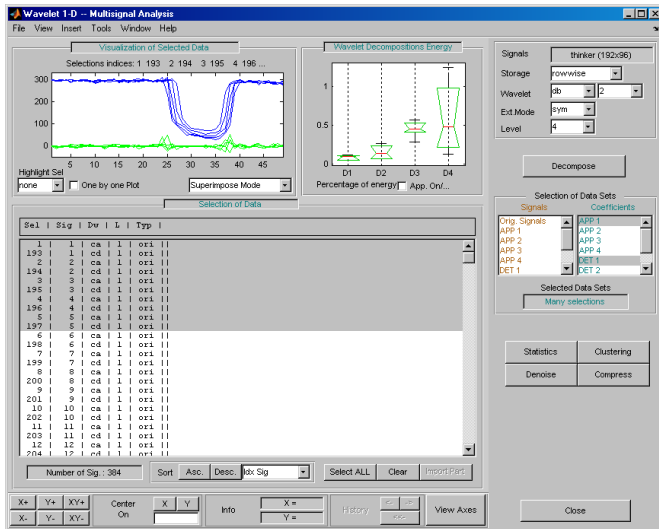 Wavelet 1-D -- Multisignal Analysis
File View Insert Tools Window Help
Visualization of Selected Data
Selections indices: 1 193 2 194 3 195 4 196 ...
300
200
100
0
5 10 15 20 25 30 35 40 45
Highlight Sel
none
One by one Plot
Superimpose Mode
Wavelet Decompositions Energy
1
0.5
0
D1 D2 D3 D4
Percentage of energy
App. On/...
Signals thinker (192x96)
Storage rowwise
Wavelet db 2
Ext.Mode sym
Level 4
Decompose
Selection of Data Sets
Signals Coefficients
Orig. Signals APP 1
APP 1 APP 2
APP 2 APP 3
APP 3 APP 4
APP 4 DET 1
DET 1 DET 2
Selected Data Sets
Many selections
Statistics Clustering
Denoise Compress
Selection of Data
Sel | Sig | Dw | L | Typ |
1 | 1 | ca | 1 | ori ||
193 | 1 | cd | 1 | ori ||
2 | 2 | ca | 1 | ori ||
194 | 2 | cd | 1 | ori ||
3 | 3 | ca | 1 | ori ||
195 | 3 | cd | 1 | ori ||
4 | 4 | ca | 1 | ori ||
196 | 4 | cd | 1 | ori ||
5 | 5 | ca | 1 | ori ||
197 | 5 | cd | 1 | ori ||
6 | 6 | ca | 1 | ori ||
198 | 6 | cd | 1 | ori ||
7 | 7 | ca | 1 | ori ||
199 | 7 | cd | 1 | ori ||
8 | 8 | ca | 1 | ori ||
200 | 8 | cd | 1 | ori ||
9 | 9 | ca | 1 | ori ||
201 | 9 | cd | 1 | ori ||
10 | 10 | ca | 1 | ori ||
202 | 10 | cd | 1 | ori ||
11 | 11 | ca | 1 | ori ||
203 | 11 | cd | 1 | ori ||
12 | 12 | ca | 1 | ori ||
204 | 12 | cd | 1 | ori ||
Number of Sig. : 384
Sort Asc. Desc. Idx Sig
Select ALL Clear Import Part
X+ Y+ XY+
X- Y- XY-
Center On
X Y
Info
X =
Y =
History
<- ->
<<-
View Axes
Close